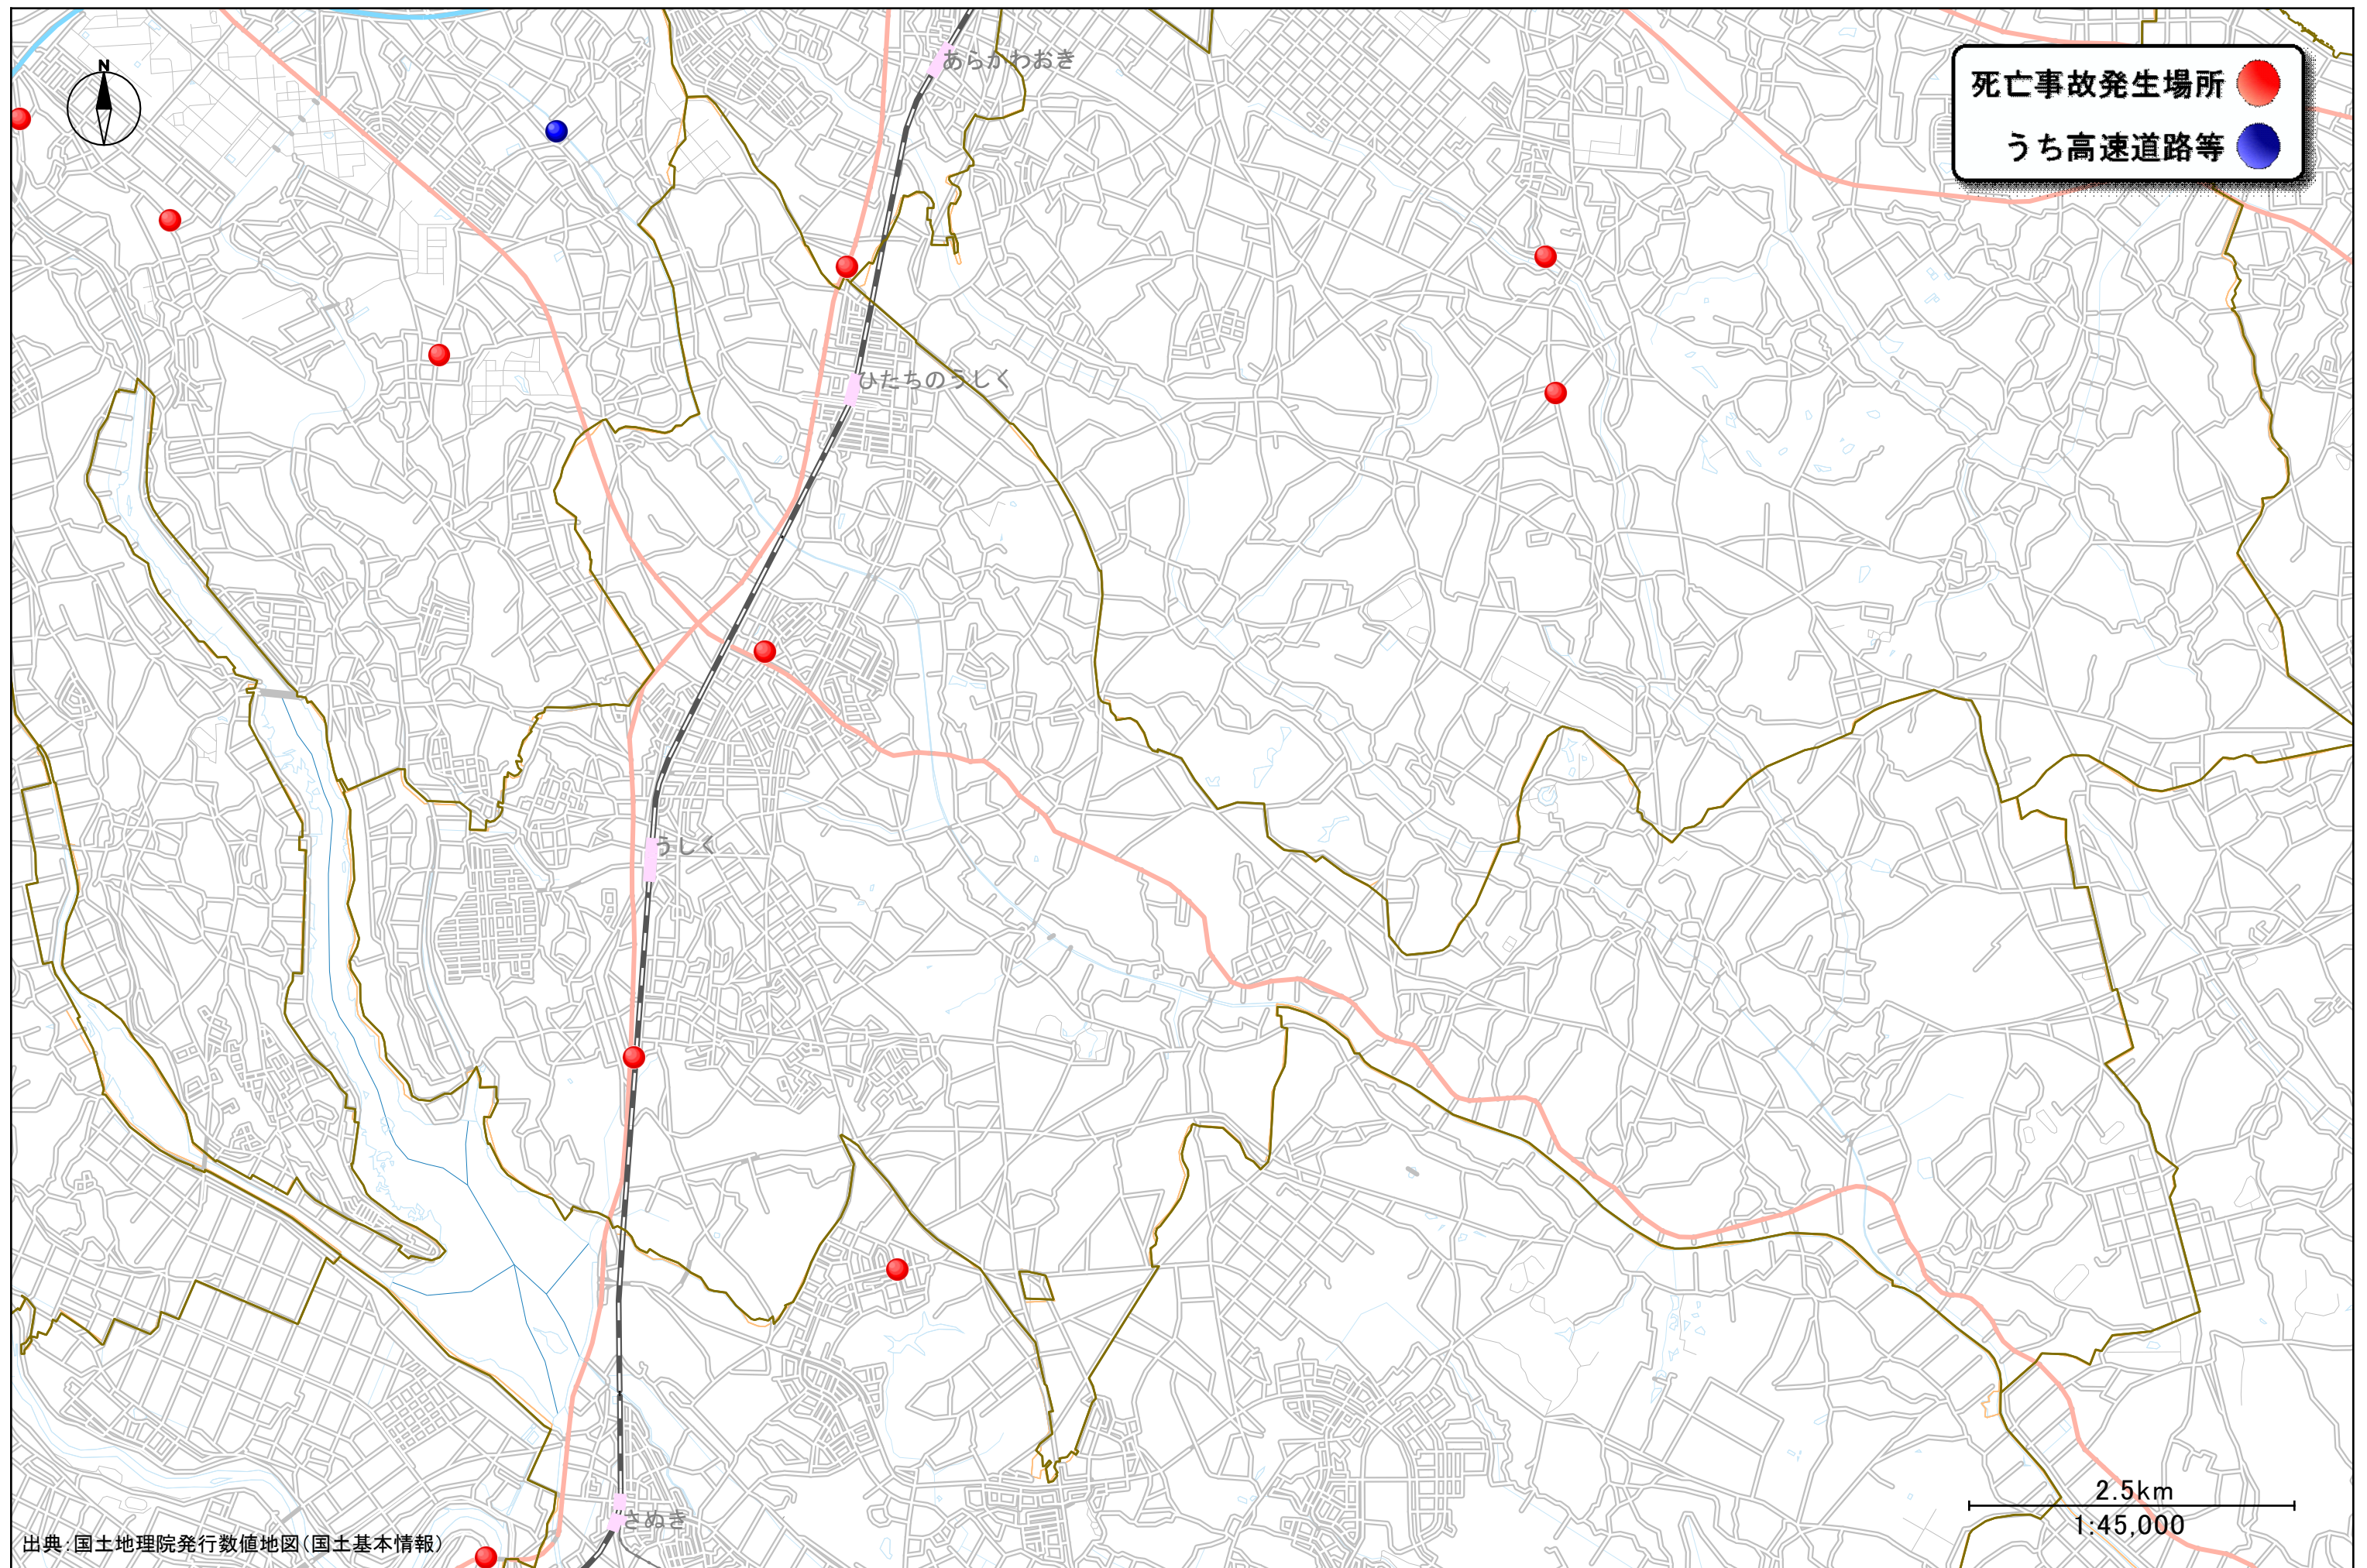 N
あらかわおき
死亡事故発生場所
うち高速道路等
ひたちのうしく
うしく
さぬき
2.5km
1:45,000
出典:国土地理院発行数値地図(国土基本情報)